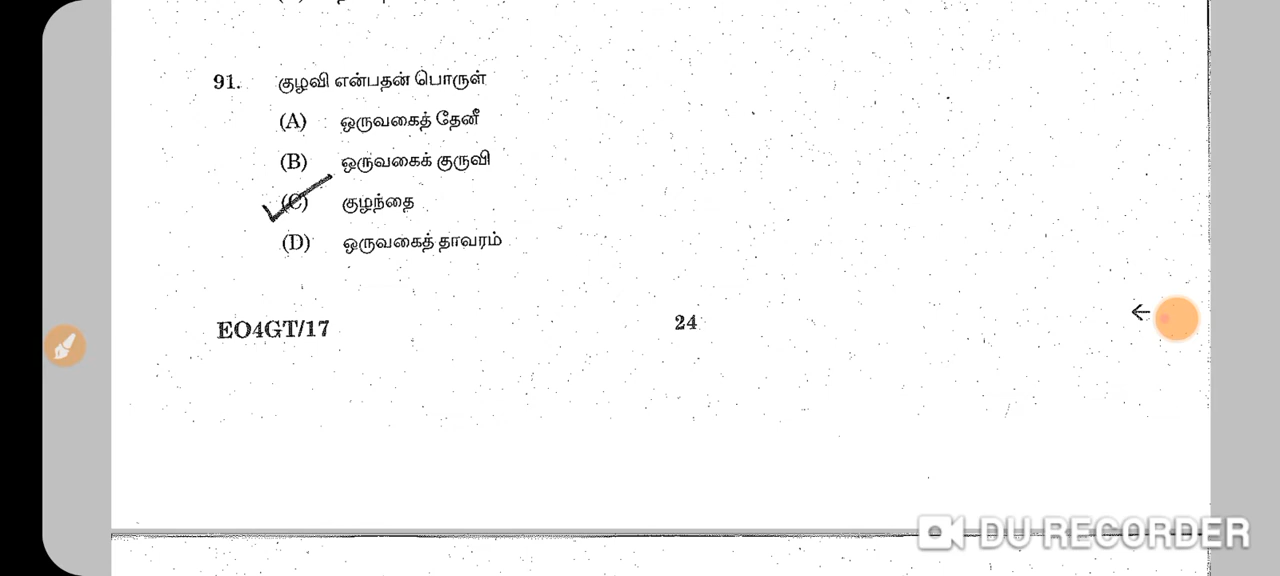 91. குழவி என்பதன் பொருள்
(A) ஒருவகைத் தேனீ
(B) ஒருவகைக் குருவி
(C) குழந்தை
(D) ஒருவகைத் தாவரம்
EO4GT/17 24 ←
DU RECORDER